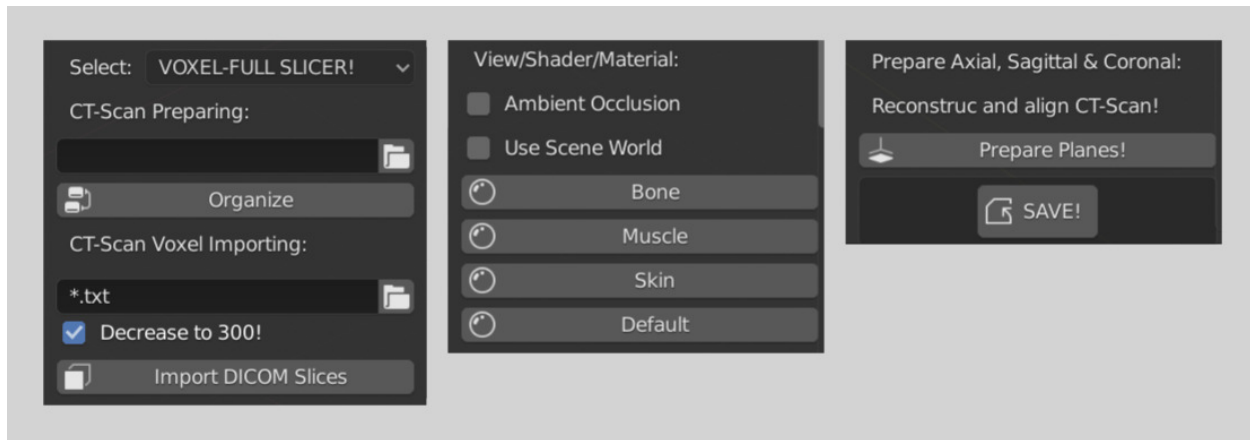 Select: VOXEL-FULL SLICER!
CT-Scan Preparing:
Organize
CT-Scan Voxel Importing:
*.txt
Decrease to 300!
Import DICOM Slices
View/Shader/Material:
Ambient Occlusion
Use Scene World
Bone
Muscle
Skin
Default
Prepare Axial, Sagittal & Coronal:
Reconstruc and align CT-Scan!
Prepare Planes!
SAVE!